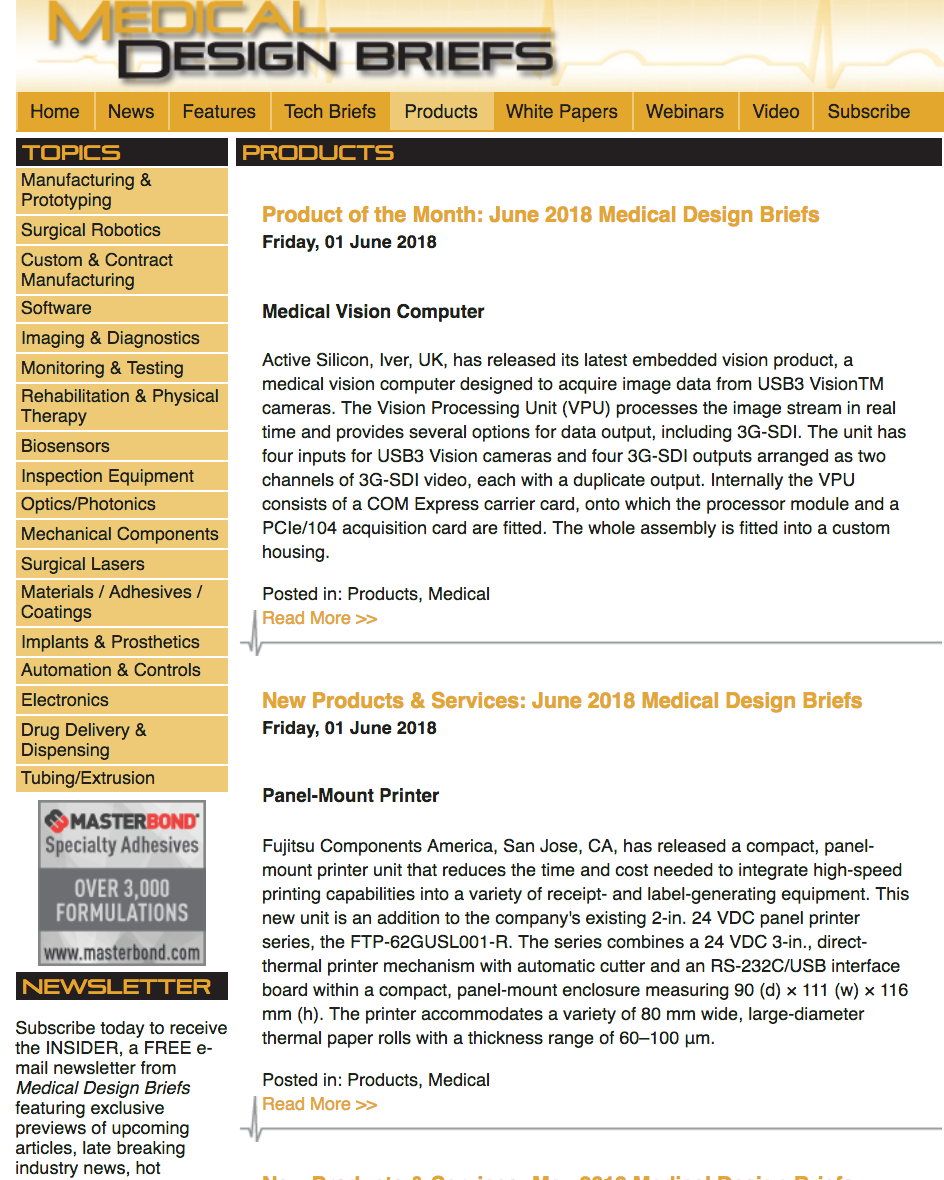 MEDICAL
DESIGN BRIEFS
Home News Features Tech Briefs Products White Papers Webinars Video Subscribe
TOPICS
Manufacturing &
Prototyping
Surgical Robotics
Custom & Contract
Manufacturing
Software
Imaging & Diagnostics
Monitoring & Testing
Rehabilitation & Physical
Therapy
Biosensors
Inspection Equipment
Optics/Photonics
Mechanical Components
Surgical Lasers
Materials / Adhesives /
Coatings
Implants & Prosthetics
Automation & Controls
Electronics
Drug Delivery &
Dispensing
Tubing/Extrusion
MASTERBOND
Specialty Adhesives
OVER 3,000
FORMULATIONS
www.masterbond.com
NEWSLETTER
Subscribe today to receive
the INSIDER, a FREE e-
mail newsletter from
Medical Design Briefs
featuring exclusive
previews of upcoming
articles, late breaking
industry news, hot
PRODUCTS
Product of the Month: June 2018 Medical Design Briefs
Friday, 01 June 2018
Medical Vision Computer
Active Silicon, Iver, UK, has released its latest embedded vision product, a
medical vision computer designed to acquire image data from USB3 VisionTM
cameras. The Vision Processing Unit (VPU) processes the image stream in real
time and provides several options for data output, including 3G-SDI. The unit has
four inputs for USB3 Vision cameras and four 3G-SDI outputs arranged as two
channels of 3G-SDI video, each with a duplicate output. Internally the VPU
consists of a COM Express carrier card, onto which the processor module and a
PCIe/104 acquisition card are fitted. The whole assembly is fitted into a custom
housing.
Posted in: Products, Medical
Read More >>
New Products & Services: June 2018 Medical Design Briefs
Friday, 01 June 2018
Panel-Mount Printer
Fujitsu Components America, San Jose, CA, has released a compact, panel-
mount printer unit that reduces the time and cost needed to integrate high-speed
printing capabilities into a variety of receipt- and label-generating equipment. This
new unit is an addition to the company's existing 2-in. 24 VDC panel printer
series, the FTP-62GUSL001-R. The series combines a 24 VDC 3-in., direct-
thermal printer mechanism with automatic cutter and an RS-232C/USB interface
board within a compact, panel-mount enclosure measuring 90 (d) × 111 (w) × 116
mm (h). The printer accommodates a variety of 80 mm wide, large-diameter
thermal paper rolls with a thickness range of 60–100 µm.
Posted in: Products, Medical
Read More >>
New Products & Services: May 2018 Medical Design Briefs